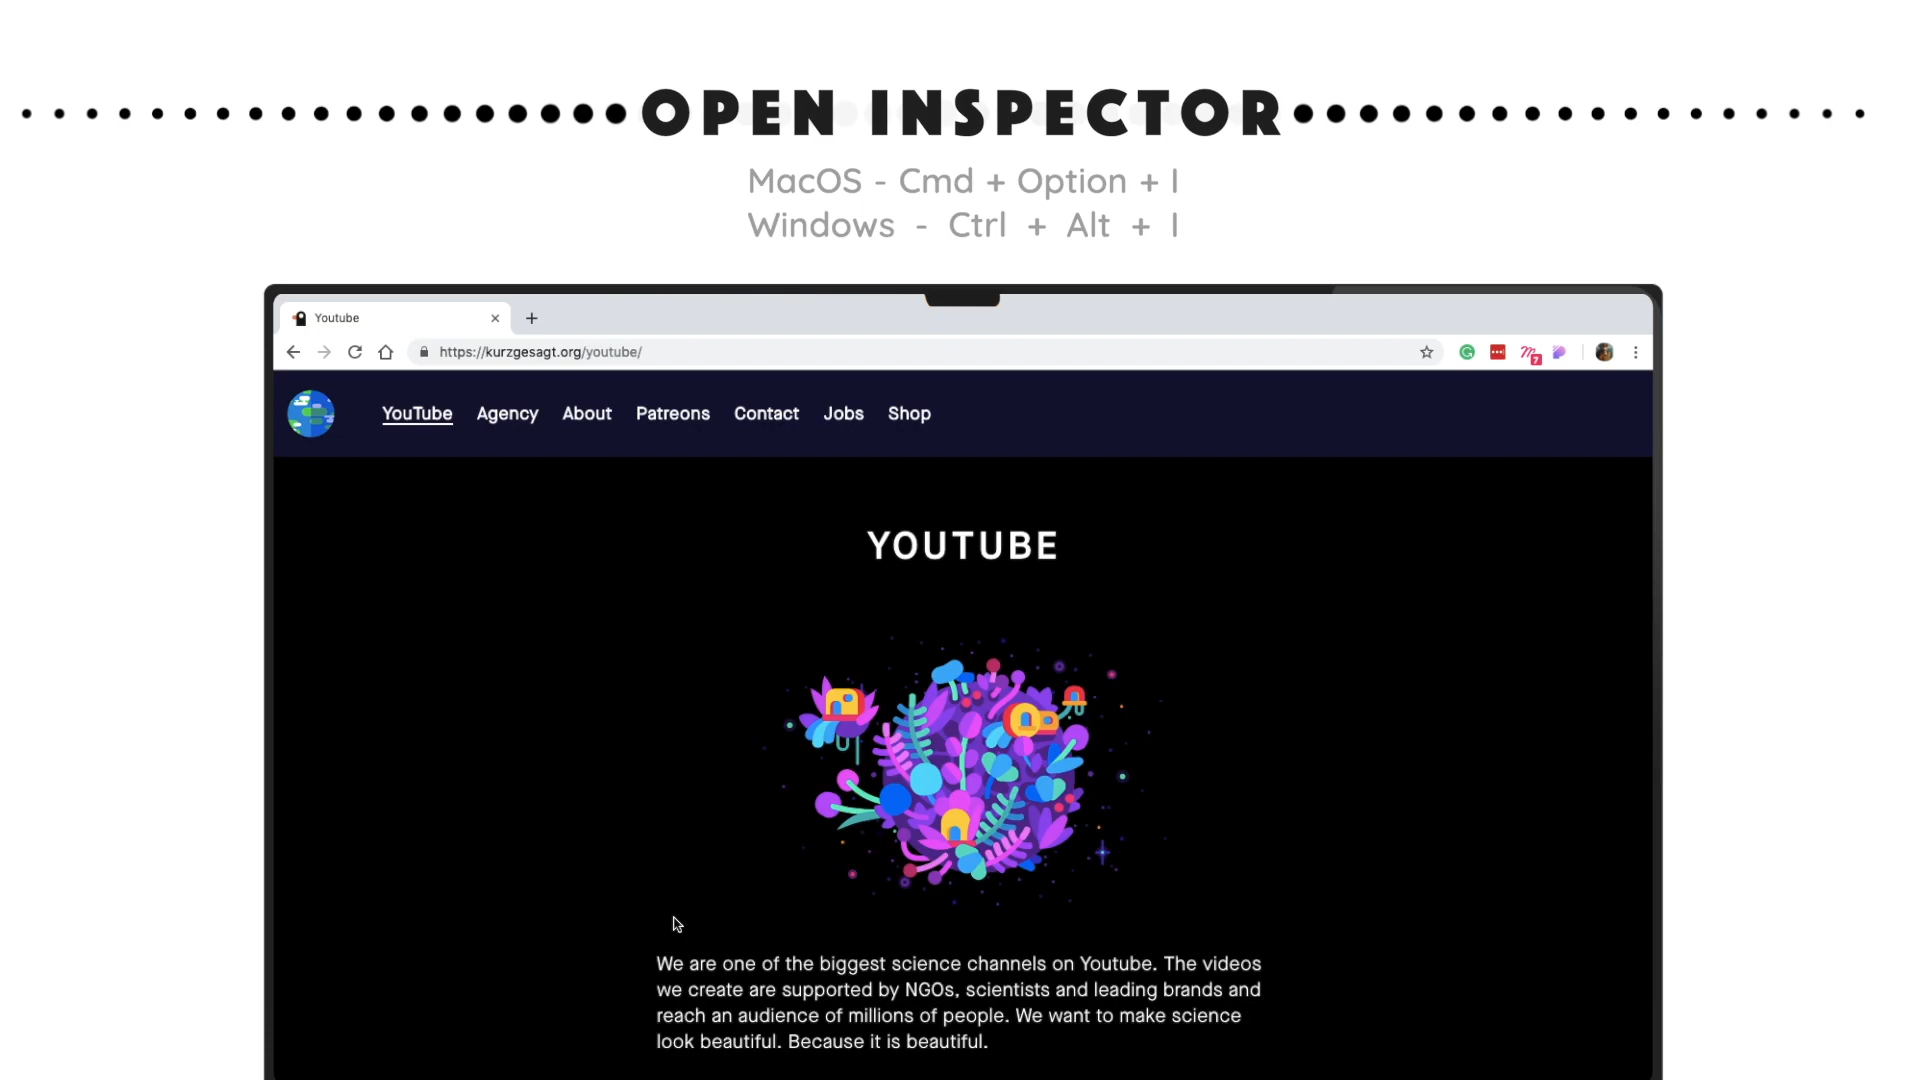 OPEN INSPECTOR
MacOS - Cmd + Option + I
Windows - Ctrl + Alt + I
Youtube
https://kurzgesagt.org/youtube/
7
YouTube Agency About Patreons Contact Jobs Shop
YOUTUBE
We are one of the biggest science channels on Youtube. The videos
we create are supported by NGOs, scientists and leading brands and
reach an audience of millions of people. We want to make science
look beautiful. Because it is beautiful.